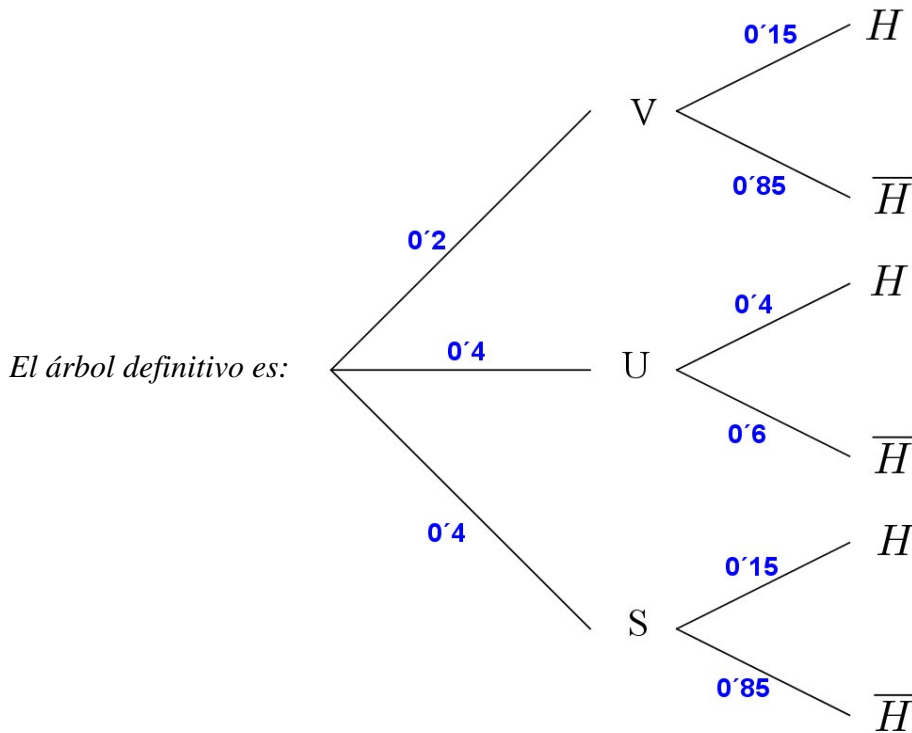 0´15 H
V
0´85 H̅
0´2
0´4 H
El árbol definitivo es: 0´4 U
0´6 H̅
0´4
0´15 H
S
0´85 H̅